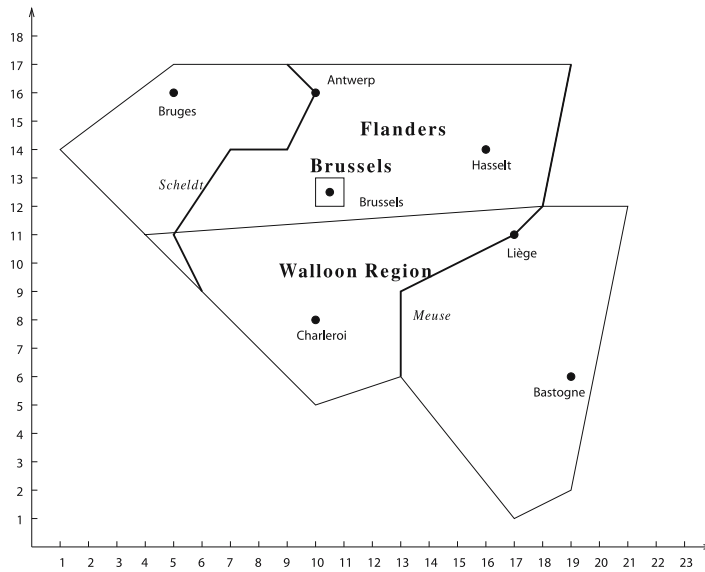 18
17
16
15
14
13
12
11
10
9
8
7
6
5
4
3
2
1
Antwerp
Bruges
Flanders
Hasselt
Brussels
Scheldt
Brussels
Liège
Walloon Region
Meuse
Charleroi
Bastogne
1 2 3 4 5 6 7 8 9 10 11 12 13 14 15 16 17 18 19 20 21 22 23